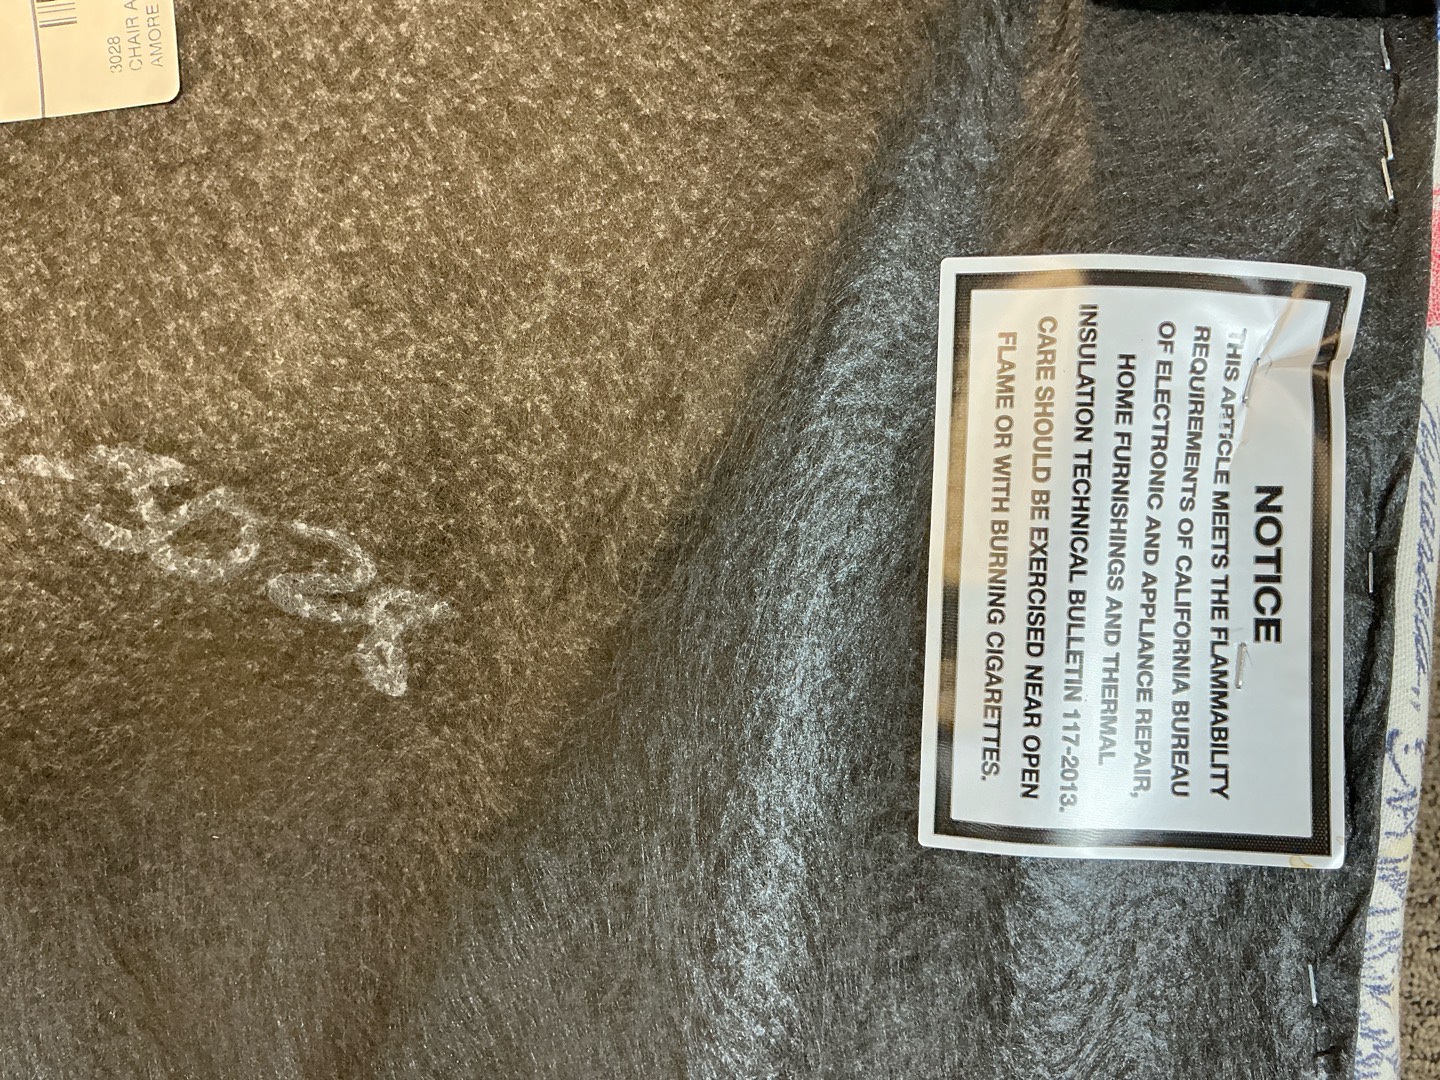 3028
CHAIR A
AMORE
NOTICE
THIS ARTICLE MEETS THE FLAMMABILITY
REQUIREMENTS OF CALIFORNIA BUREAU
OF ELECTRONIC AND APPLIANCE REPAIR,
HOME FURNISHINGS AND THERMAL
INSULATION TECHNICAL BULLETIN 117-2013.
CARE SHOULD BE EXERCISED NEAR OPEN
FLAME OR WITH BURNING CIGARETTES.